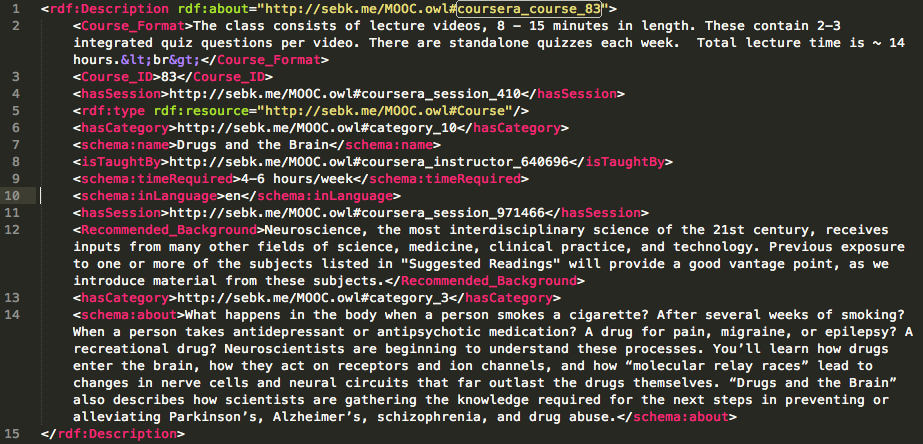 1 <rdf:Description rdf:about="http://sebk.me/MOOC.owl#coursera_course_83">
2 <Course_Format>The class consists of lecture videos, 8 – 15 minutes in length. These contain 2–3
integrated quiz questions per video. There are standalone quizzes each week.  Total lecture time is ~ 14
hours.&lt;br&gt;</Course_Format>
3 <Course_ID>83</Course_ID>
4 <hasSession>http://sebk.me/MOOC.owl#coursera_session_410</hasSession>
5 <rdf:type rdf:resource="http://sebk.me/MOOC.owl#Course"/>
6 <hasCategory>http://sebk.me/MOOC.owl#category_10</hasCategory>
7 <schema:name>Drugs and the Brain</schema:name>
8 <isTaughtBy>http://sebk.me/MOOC.owl#coursera_instructor_640696</isTaughtBy>
9 <schema:timeRequired>4–6 hours/week</schema:timeRequired>
10 <schema:inLanguage>en</schema:inLanguage>
11 <hasSession>http://sebk.me/MOOC.owl#coursera_session_971466</hasSession>
12 <Recommended_Background>Neuroscience, the most interdisciplinary science of the 21st century, receives
inputs from many other fields of science, medicine, clinical practice, and technology. Previous exposure
to one or more of the subjects listed in "Suggested Readings" will provide a good vantage point, as we
introduce material from these subjects.</Recommended_Background>
13 <hasCategory>http://sebk.me/MOOC.owl#category_3</hasCategory>
14 <schema:about>What happens in the body when a person smokes a cigarette? After several weeks of smoking?
When a person takes antidepressant or antipsychotic medication? A drug for pain, migraine, or epilepsy? A
recreational drug? Neuroscientists are beginning to understand these processes. You’ll learn how drugs
enter the brain, how they act on receptors and ion channels, and how “molecular relay races” lead to
changes in nerve cells and neural circuits that far outlast the drugs themselves. “Drugs and the Brain”
also describes how scientists are gathering the knowledge required for the next steps in preventing or
alleviating Parkinson’s, Alzheimer’s, schizophrenia, and drug abuse.</schema:about>
15 </rdf:Description>